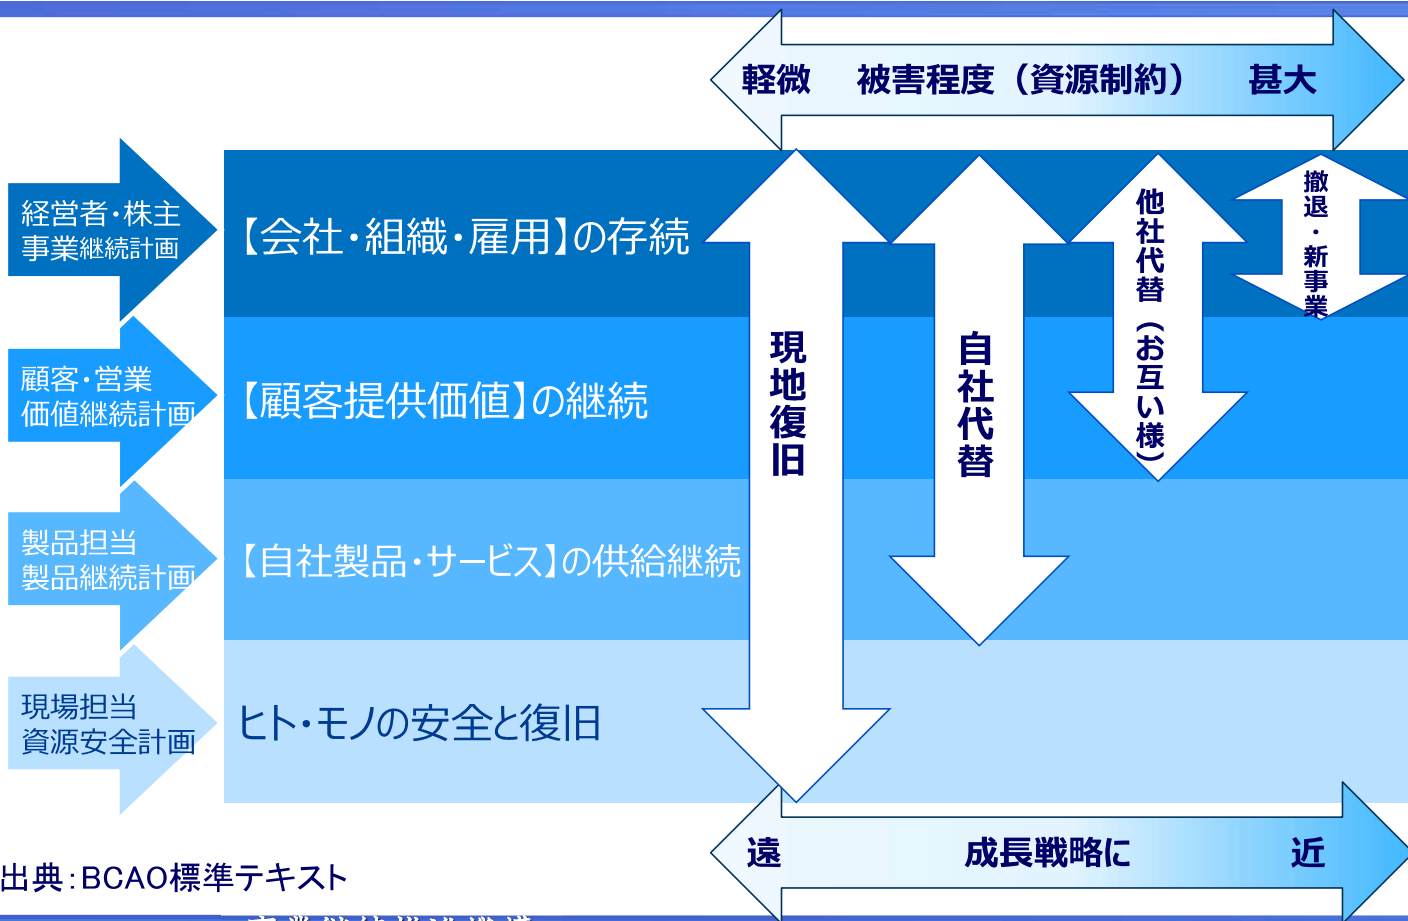 軽微 被害程度（資源制約） 甚大
経営者・株主
事業継続計画
【会社・組織・雇用】の存続
顧客・営業
価値継続計画
【顧客提供価値】の継続
製品担当
製品継続計画
【自社製品・サービス】の供給継続
現場担当
資源安全計画
ヒト・モノの安全と復旧
現地復旧
自社代替
他社代替（お互い様）
撤退・新事業
遠 成長戦略に 近
出典：BCAO標準テキスト